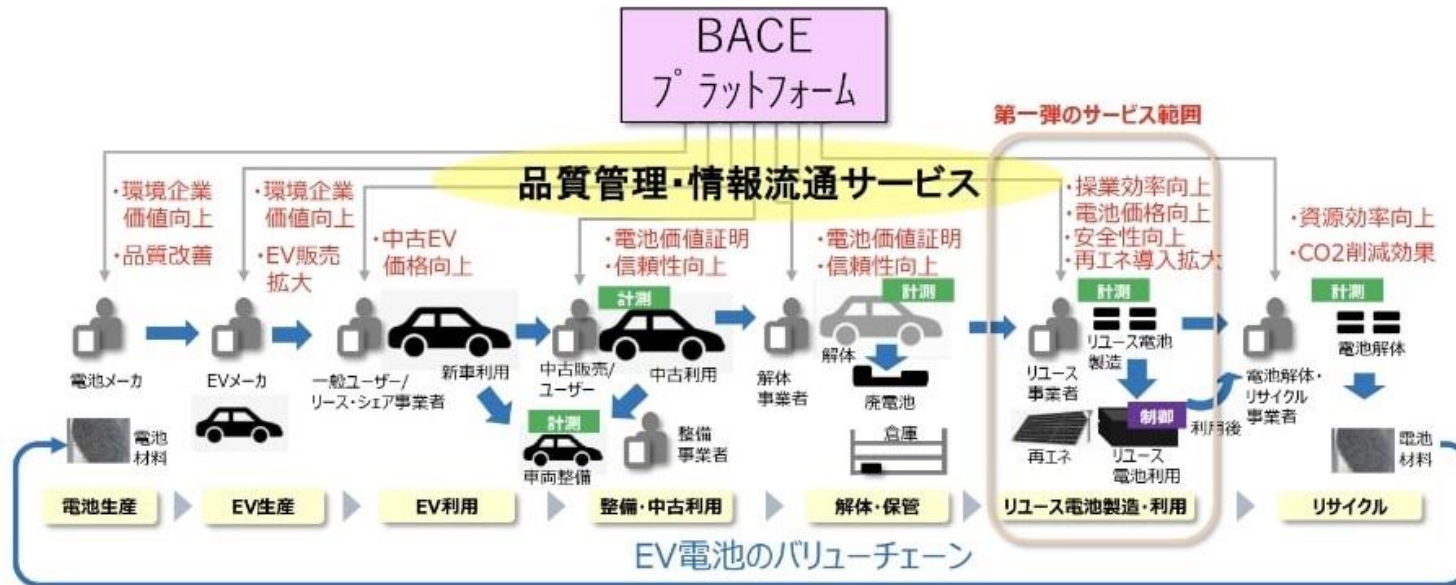 BACE
プラットフォーム
第一弾のサービス範囲
品質管理・情報流通サービス
・環境企業
価値向上
・品質改善
・環境企業
価値向上
・EV販売
拡大
・中古EV
価格向上
・電池価値証明
・信頼性向上
・電池価値証明
・信頼性向上
・操業効率向上
・電池価格向上
・安全性向上
・再エネ導入拡大
・資源効率向上
・CO2削減効果
電池メーカ
EVメーカ
一般ユーザー/
リース・シェア事業者
新車利用
計測
中古販売/
ユーザー
中古利用
計測
車両整備
整備
事業者
解体
事業者
計測
解体
廃電池
倉庫
リユース
事業者
計測
リユース電池
製造
再エネ
制御
リユース
電池利用
利用後
電池解体・
リサイクル
事業者
計測
電池解体
電池
材料
電池
材料
電池生産
EV生産
EV利用
整備・中古利用
解体・保管
リユース電池製造・利用
リサイクル
EV電池のバリューチェーン